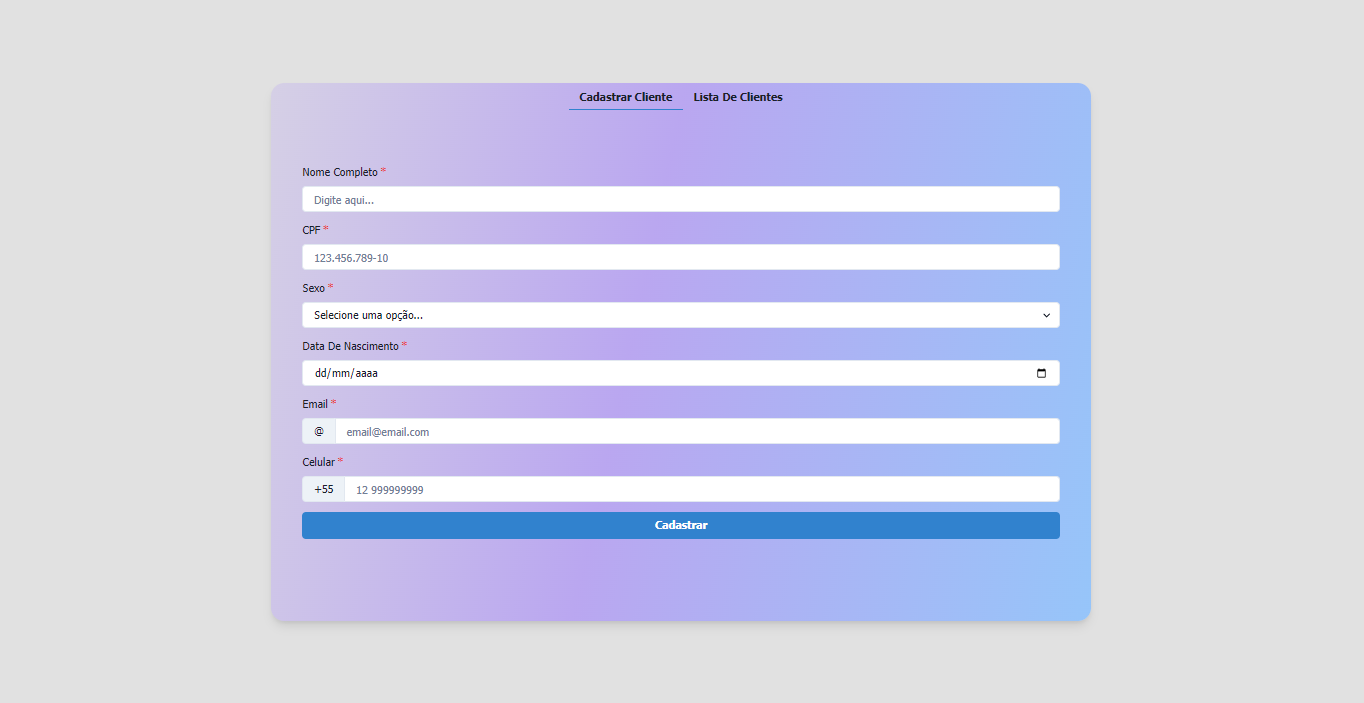 Cadastrar Cliente Lista De Clientes
Nome Completo *
Digite aqui...
CPF *
123.456.789-10
Sexo *
Selecione uma opção...
Data De Nascimento *
dd/mm/aaaa
Email *
@ email@email.com
Celular *
+55 12 999999999
Cadastrar